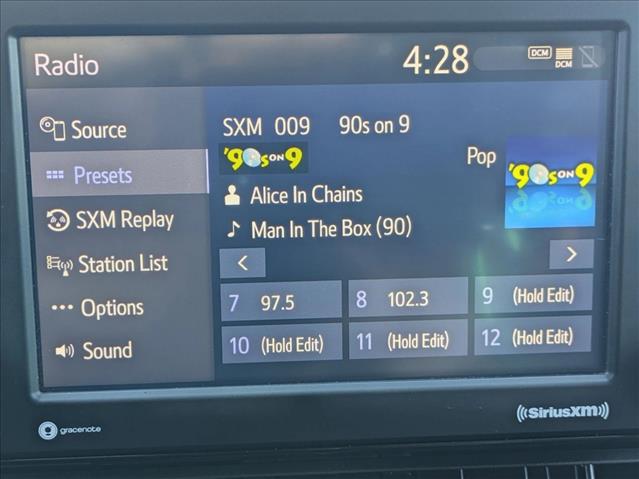 Radio
4:28
DCM
DCM
Source
SXM 009 90s on 9
Presets
'90s ON 9
Pop
'90s ON 9
Alice In Chains
SXM Replay
Man In The Box (90)
Station List
< >
Options
7 97.5
8 102.3
9 (Hold Edit)
Sound
10 (Hold Edit)
11 (Hold Edit)
12 (Hold Edit)
gracenote
((SiriusXM))